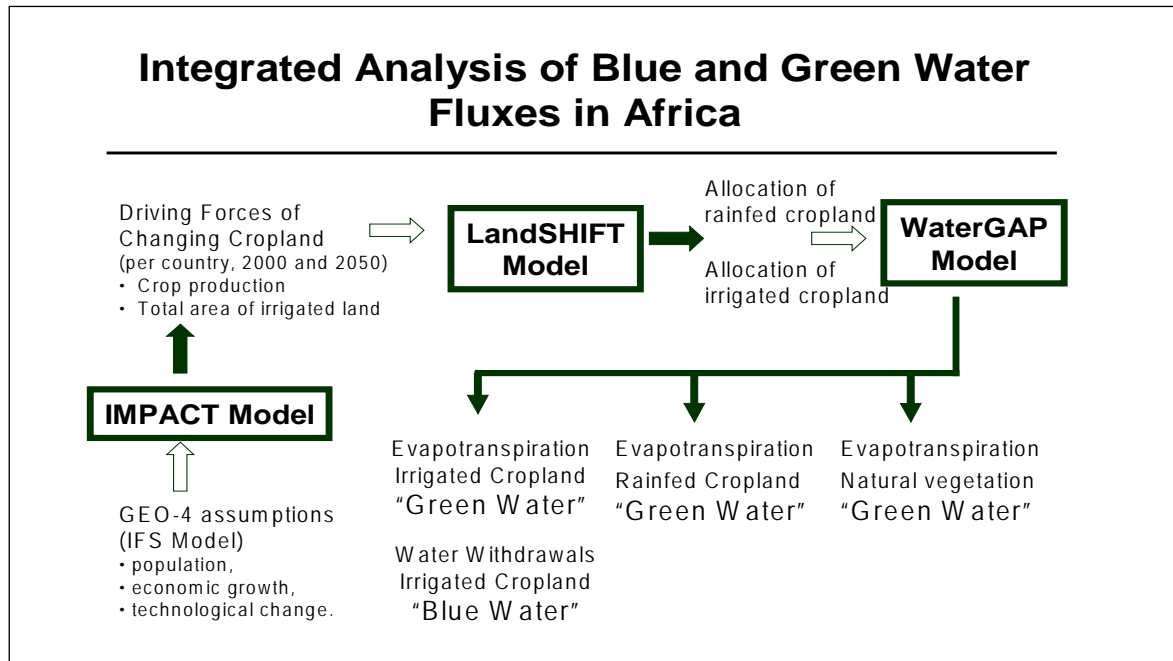 Integrated Analysis of Blue and Green Water
Fluxes in Africa
Driving Forces of
Changing Cropland
(per country, 2000 and 2050)
• Crop production
• Total area of irrigated land
LandSHIFT
Model
Allocation of
rainfed cropland
Allocation of
irrigated cropland
WaterGAP
Model
IMPACT Model
GEO-4 assumptions
(IFS Model)
• population,
• economic growth,
• technological change.
Evapotranspiration
Irrigated Cropland
“Green Water”
Water Withdrawals
Irrigated Cropland
“Blue Water”
Evapotranspiration
Rainfed Cropland
“Green Water”
Evapotranspiration
Natural vegetation
“Green Water”